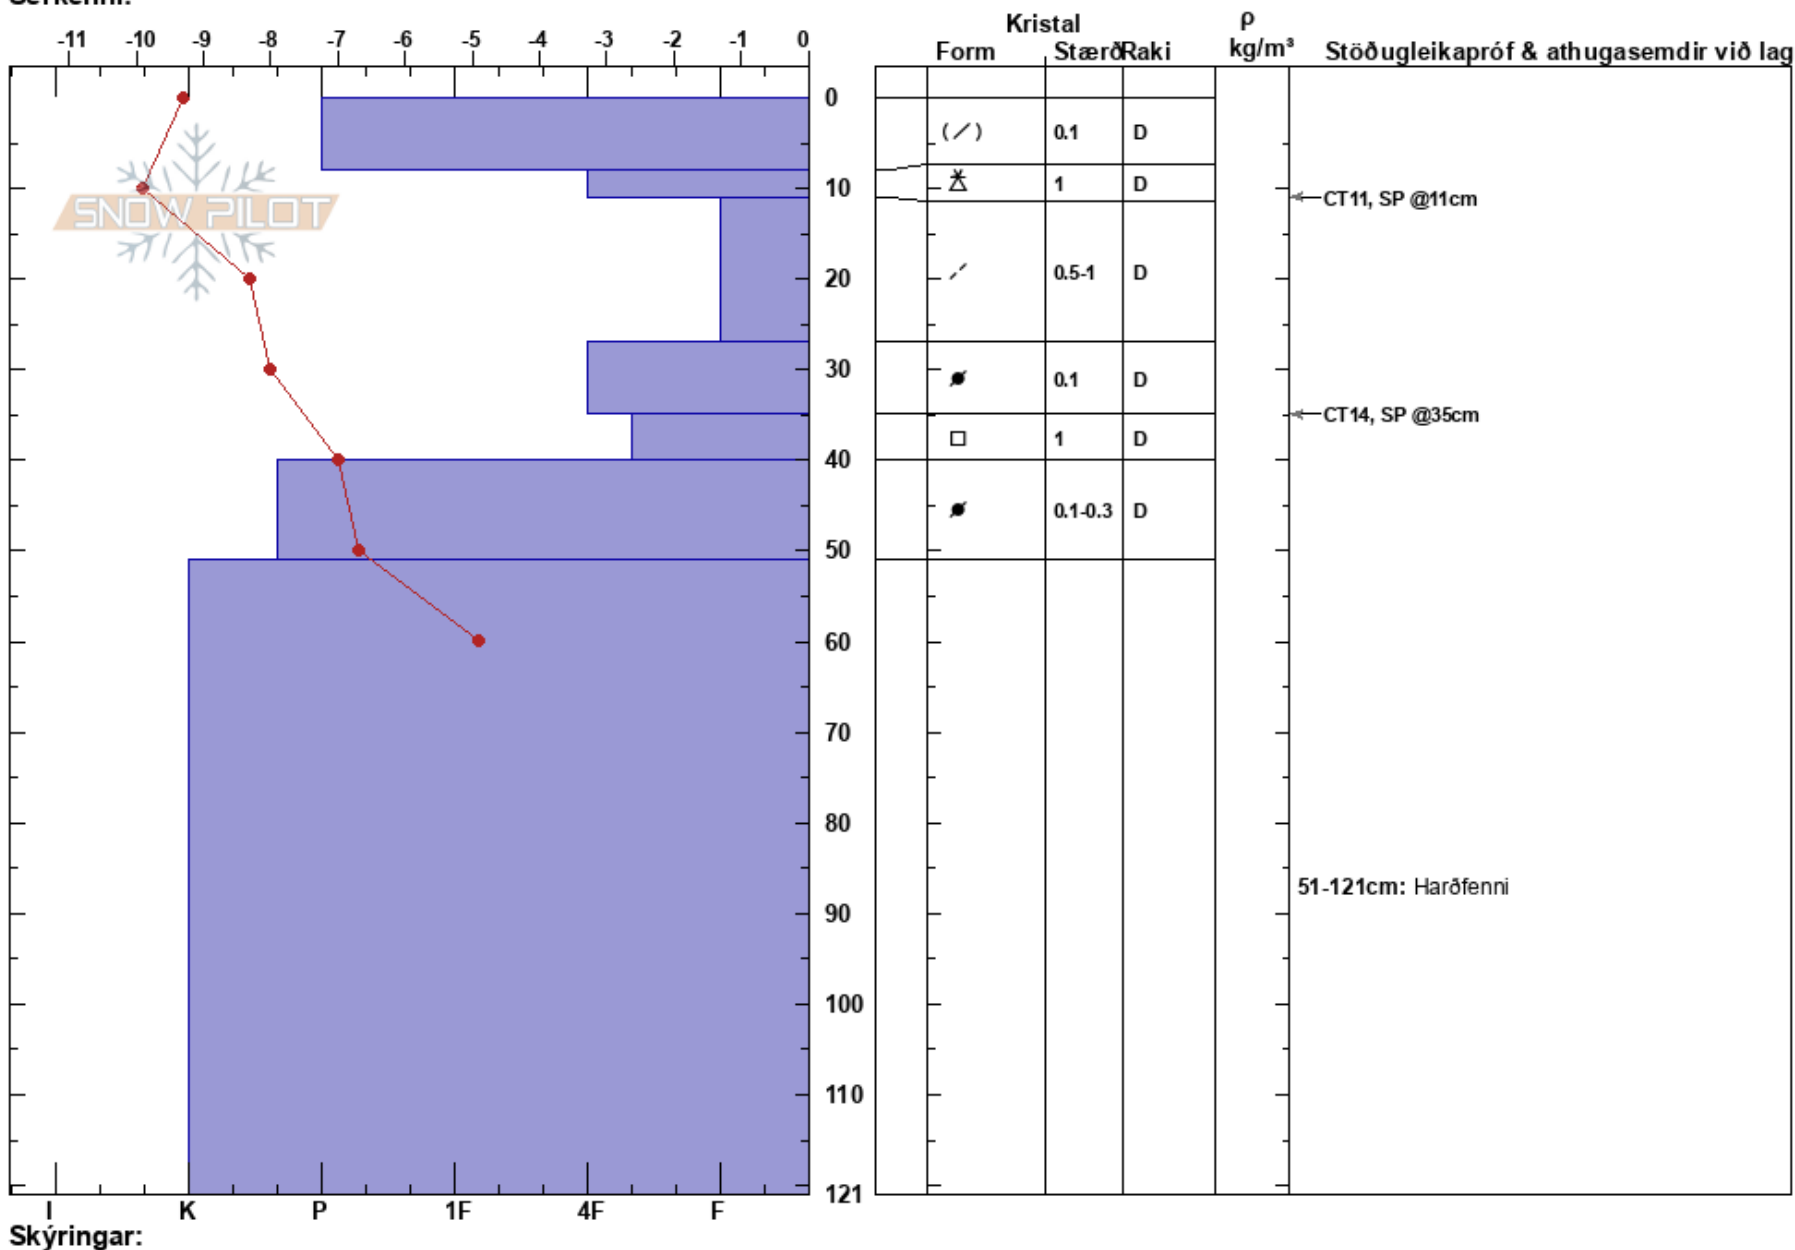 Sérkenni:
Kristal ρ
-11 -10 -9 -8 -7 -6 -5 -4 -3 -2 -1 0
Form Stærð Raki kg/m³ Stöðugleikapróf & athugasemdir við lag
0
(/) 0.1 D
10
1 D
SNOW PILOT
CT11, SP @11cm
20
0.5-1 D
30
0.1 D
CT14, SP @35cm
1 D
40
0.1-0.3 D
50
60
70
80
51-121cm: Harðfenni
90
100
110
121
I K P 1F 4F F
Skýringar: